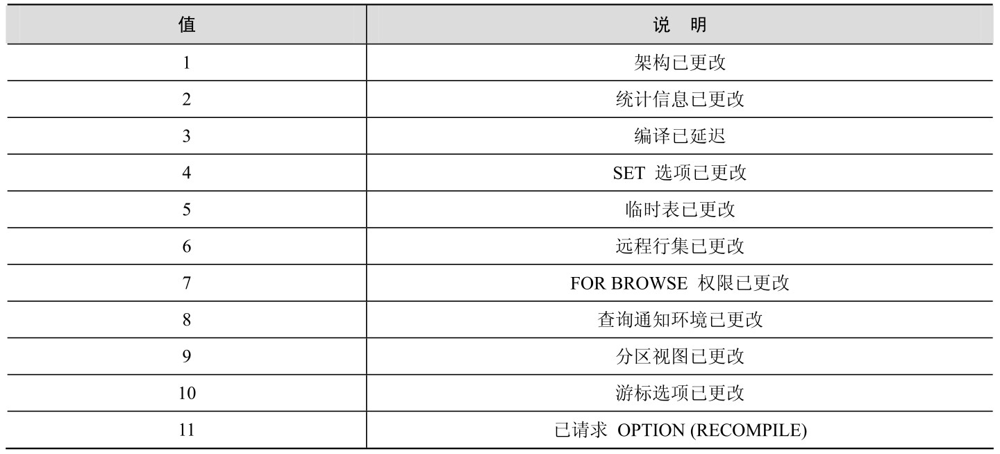 值 说 明
1 架构已更改
2 统计信息已更改
3 编译已延迟
4 SET 选项已更改
5 临时表已更改
6 远程行集已更改
7 FOR BROWSE 权限已更改
8 查询通知环境已更改
9 分区视图已更改
10 游标选项已更改
11 已请求 OPTION (RECOMPILE)